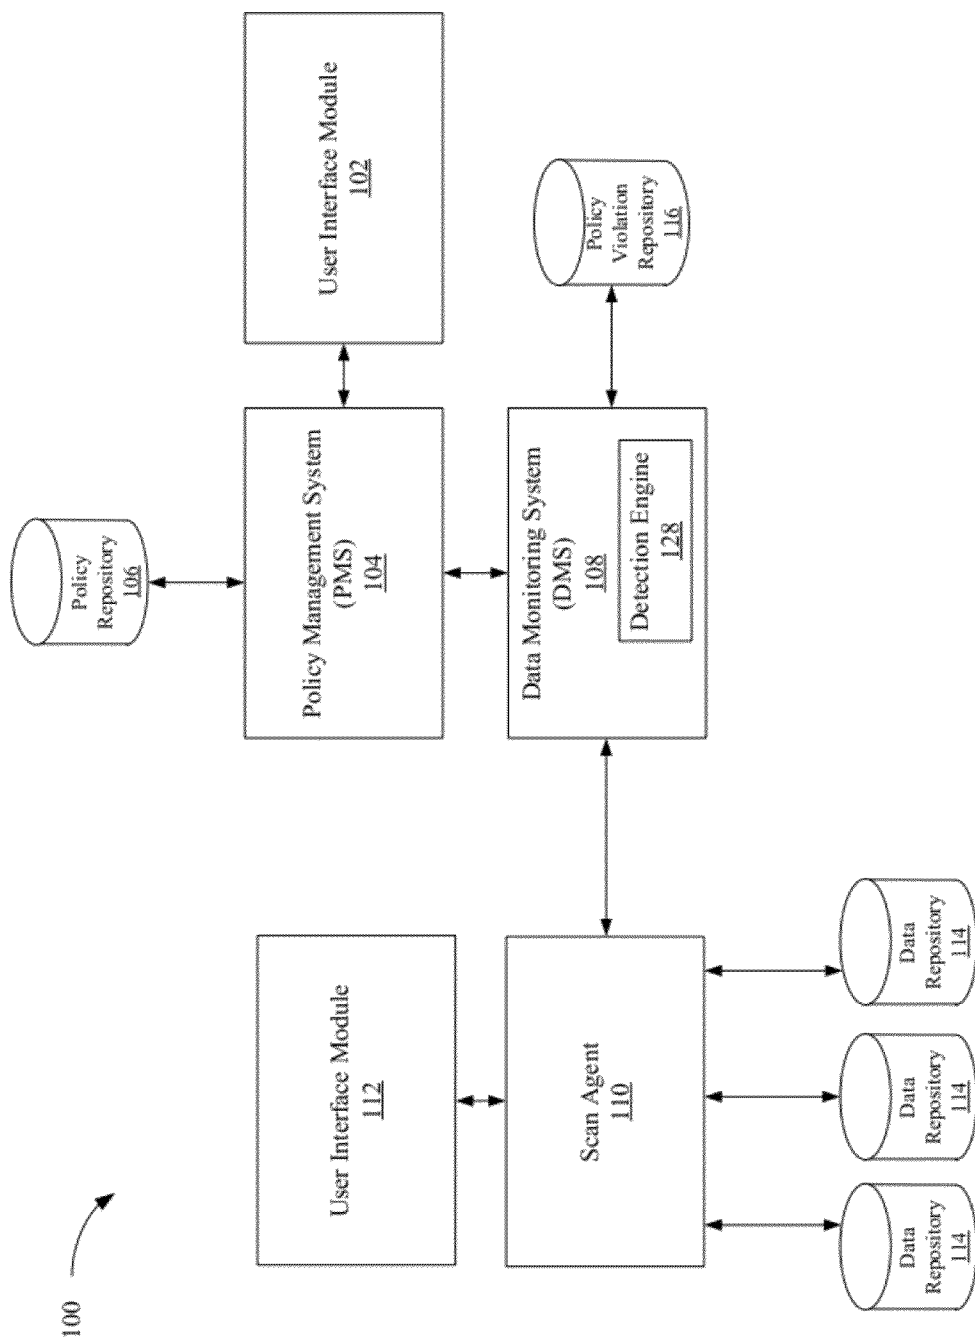 100
User Interface Module
112
Scan Agent
110
Data
Repository
114
Data
Repository
114
Data
Repository
114
Policy
Repository
106
Policy Management System
(PMS)
104
Data Monitoring System
(DMS)
108
Detection Engine
128
User Interface Module
102
Policy
Violation
Repository
116